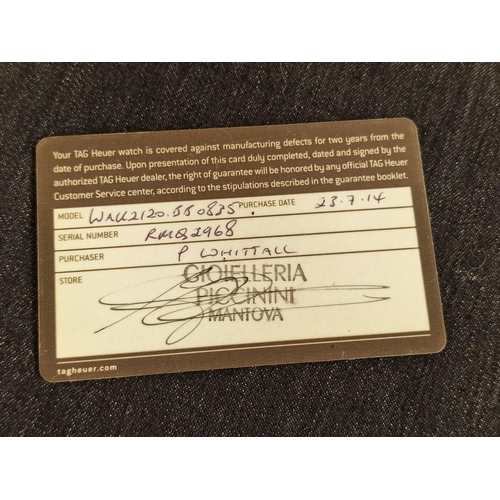 Your TAG Heuer watch is covered against manufacturing defects for two years from the
date of purchase. Upon presentation of this card duly completed, dated and signed by the
authorized TAG Heuer dealer, the right of guarantee will be honored by any official TAG Heuer
Customer Service center, according to the stipulations described in the guarantee booklet.
MODEL WAK2120.BB0835. PURCHASE DATE 23.7.14
SERIAL NUMBER RMQ2968
PURCHASER P WHITTALL
STORE GIOIELLERIA
PICCININI
MANTOVA
tagheuer.com